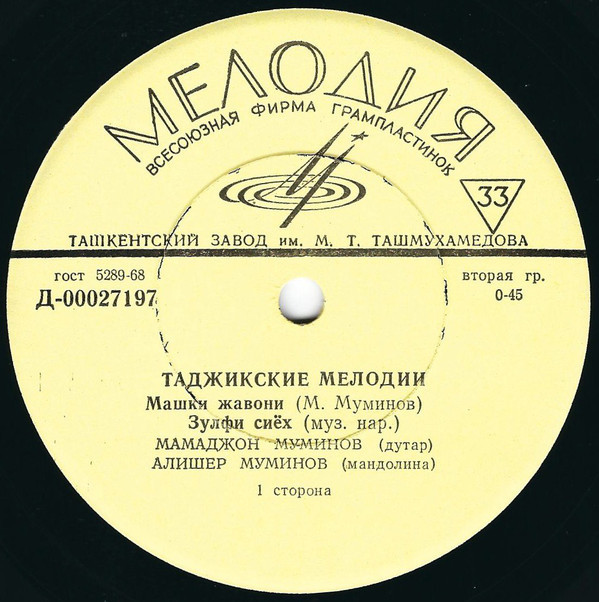 МЕЛОДИЯ
ВСЕСОЮЗНАЯ ФИРМА ГРАМПЛАСТИНОК
33
ТАШКЕНТСКИЙ ЗАВОД им. М. Т. ТАШМУХАМЕДОВА
гост 5289-68
вторая гр.
Д-00027197
0-45
ТАДЖИКСКИЕ МЕЛОДИИ
Машки жавони (М. Муминов)
Зулфи сиёх (муз. нар.)
МАМАДЖОН МУМИНОВ (дутар)
АЛИШЕР МУМИНОВ (мандолина)
1 сторона